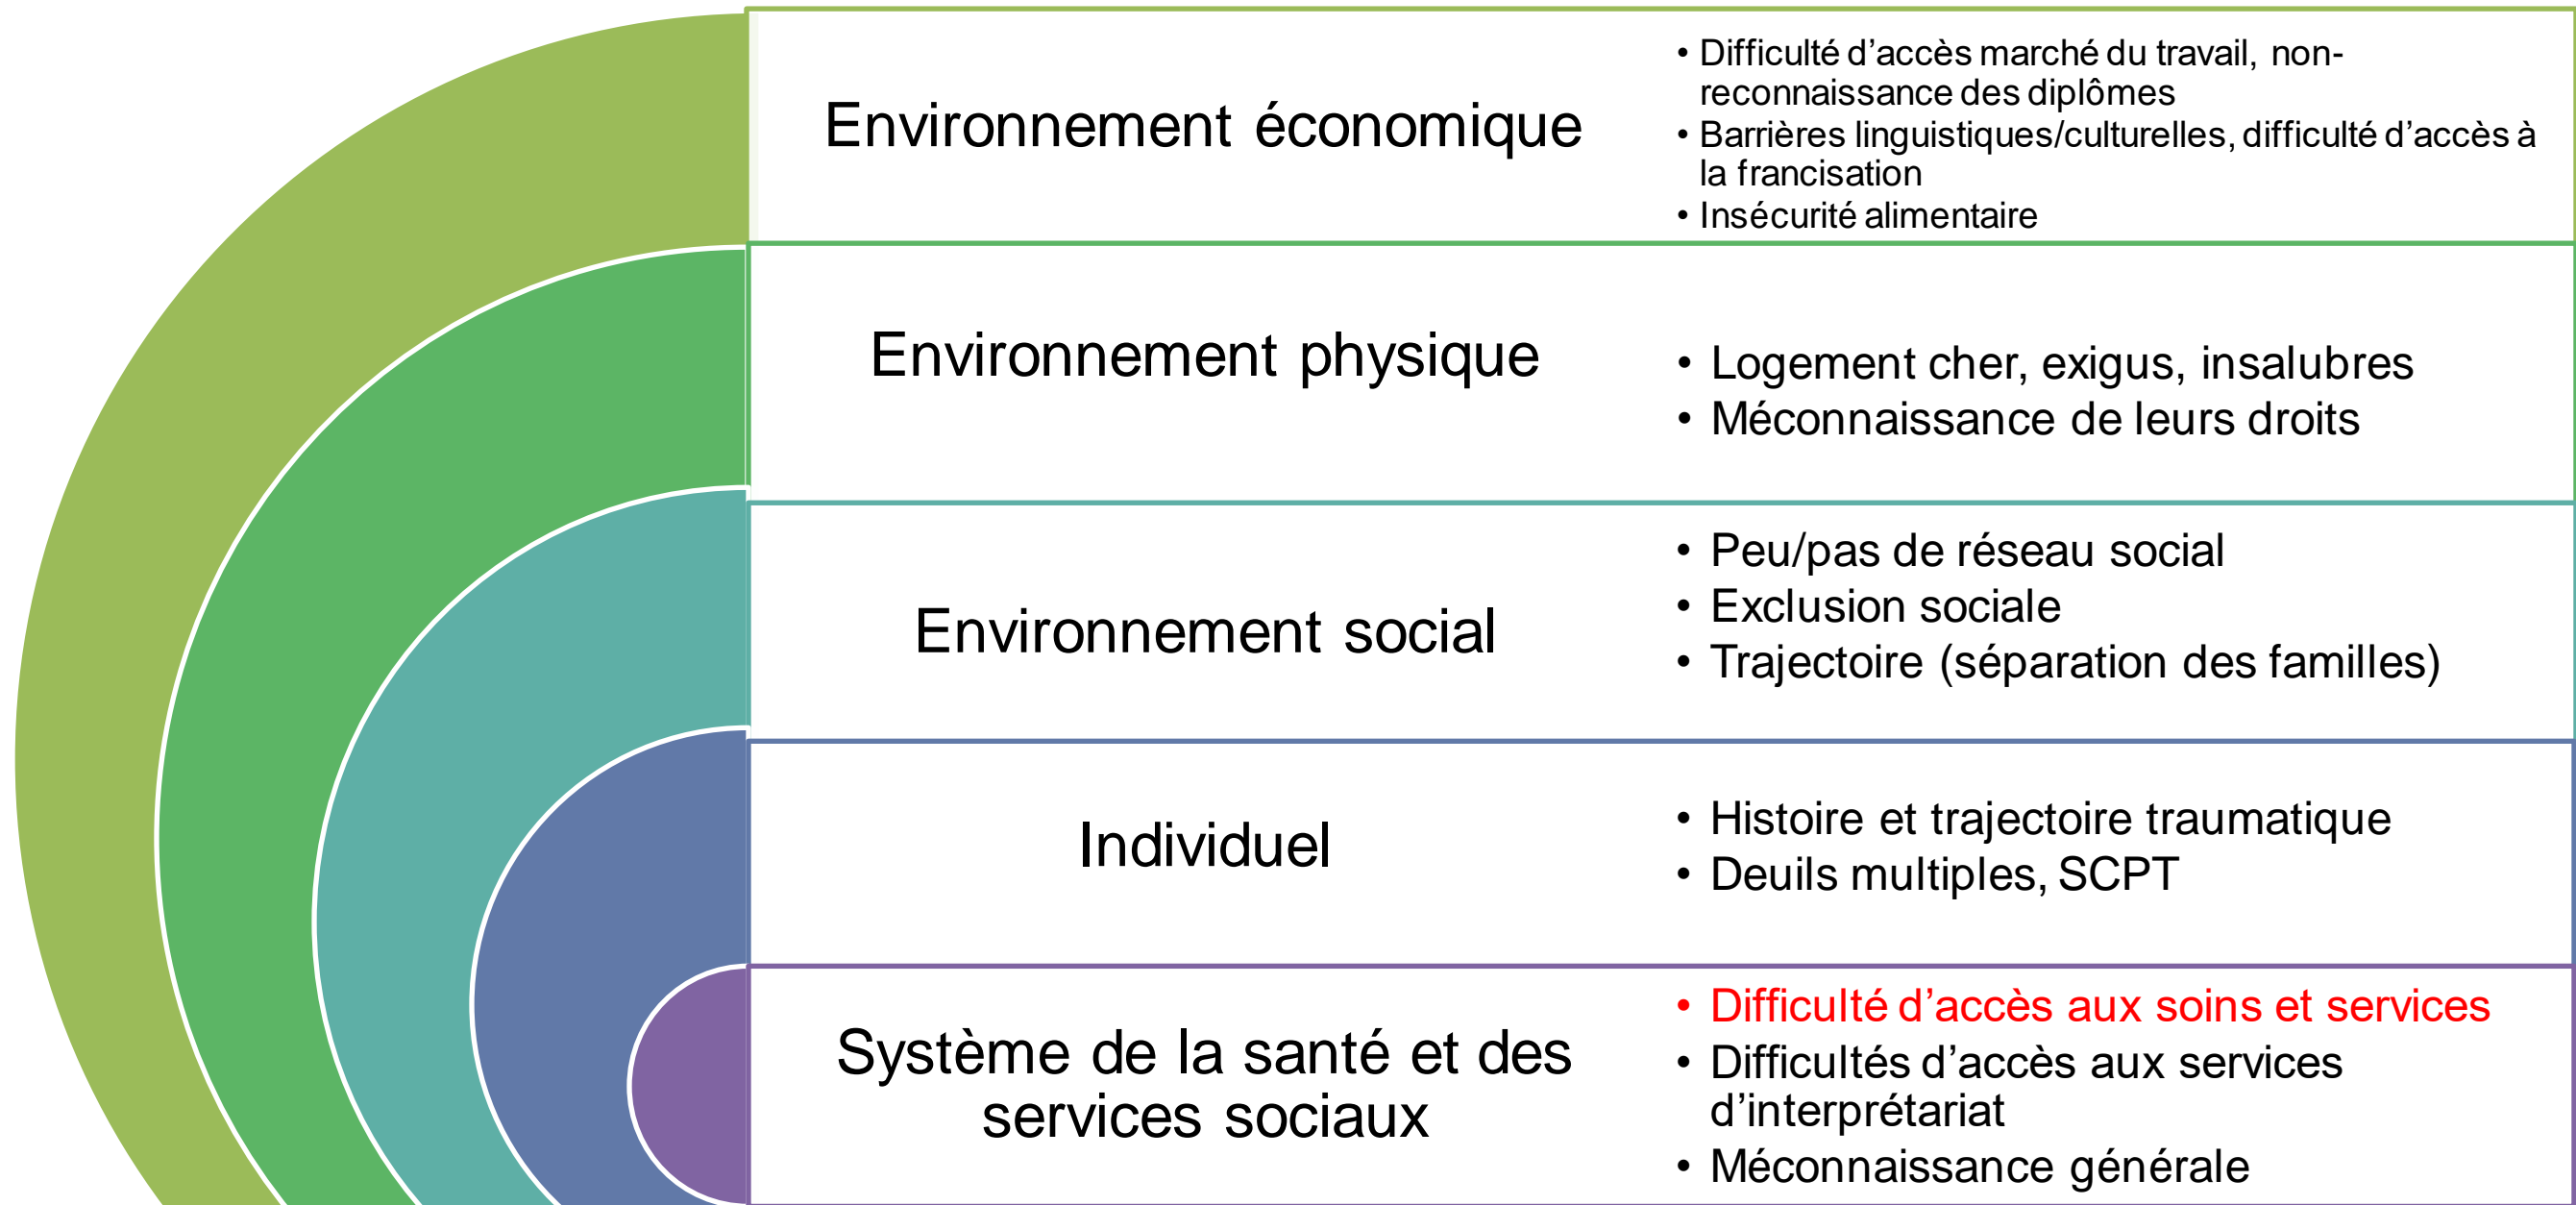 Environnement économique
• Difficulté d’accès marché du travail, non-
reconnaissance des diplômes
• Barrières linguistiques/culturelles, difficulté d’accès à
la francisation
• Insécurité alimentaire
Environnement physique
• Logement cher, exigus, insalubres
• Méconnaissance de leurs droits
Environnement social
• Peu/pas de réseau social
• Exclusion sociale
• Trajectoire (séparation des familles)
Individuel
• Histoire et trajectoire traumatique
• Deuils multiples, SCPT
Système de la santé et des
services sociaux
• Difficulté d’accès aux soins et services
• Difficultés d’accès aux services
d’interprétariat
• Méconnaissance générale